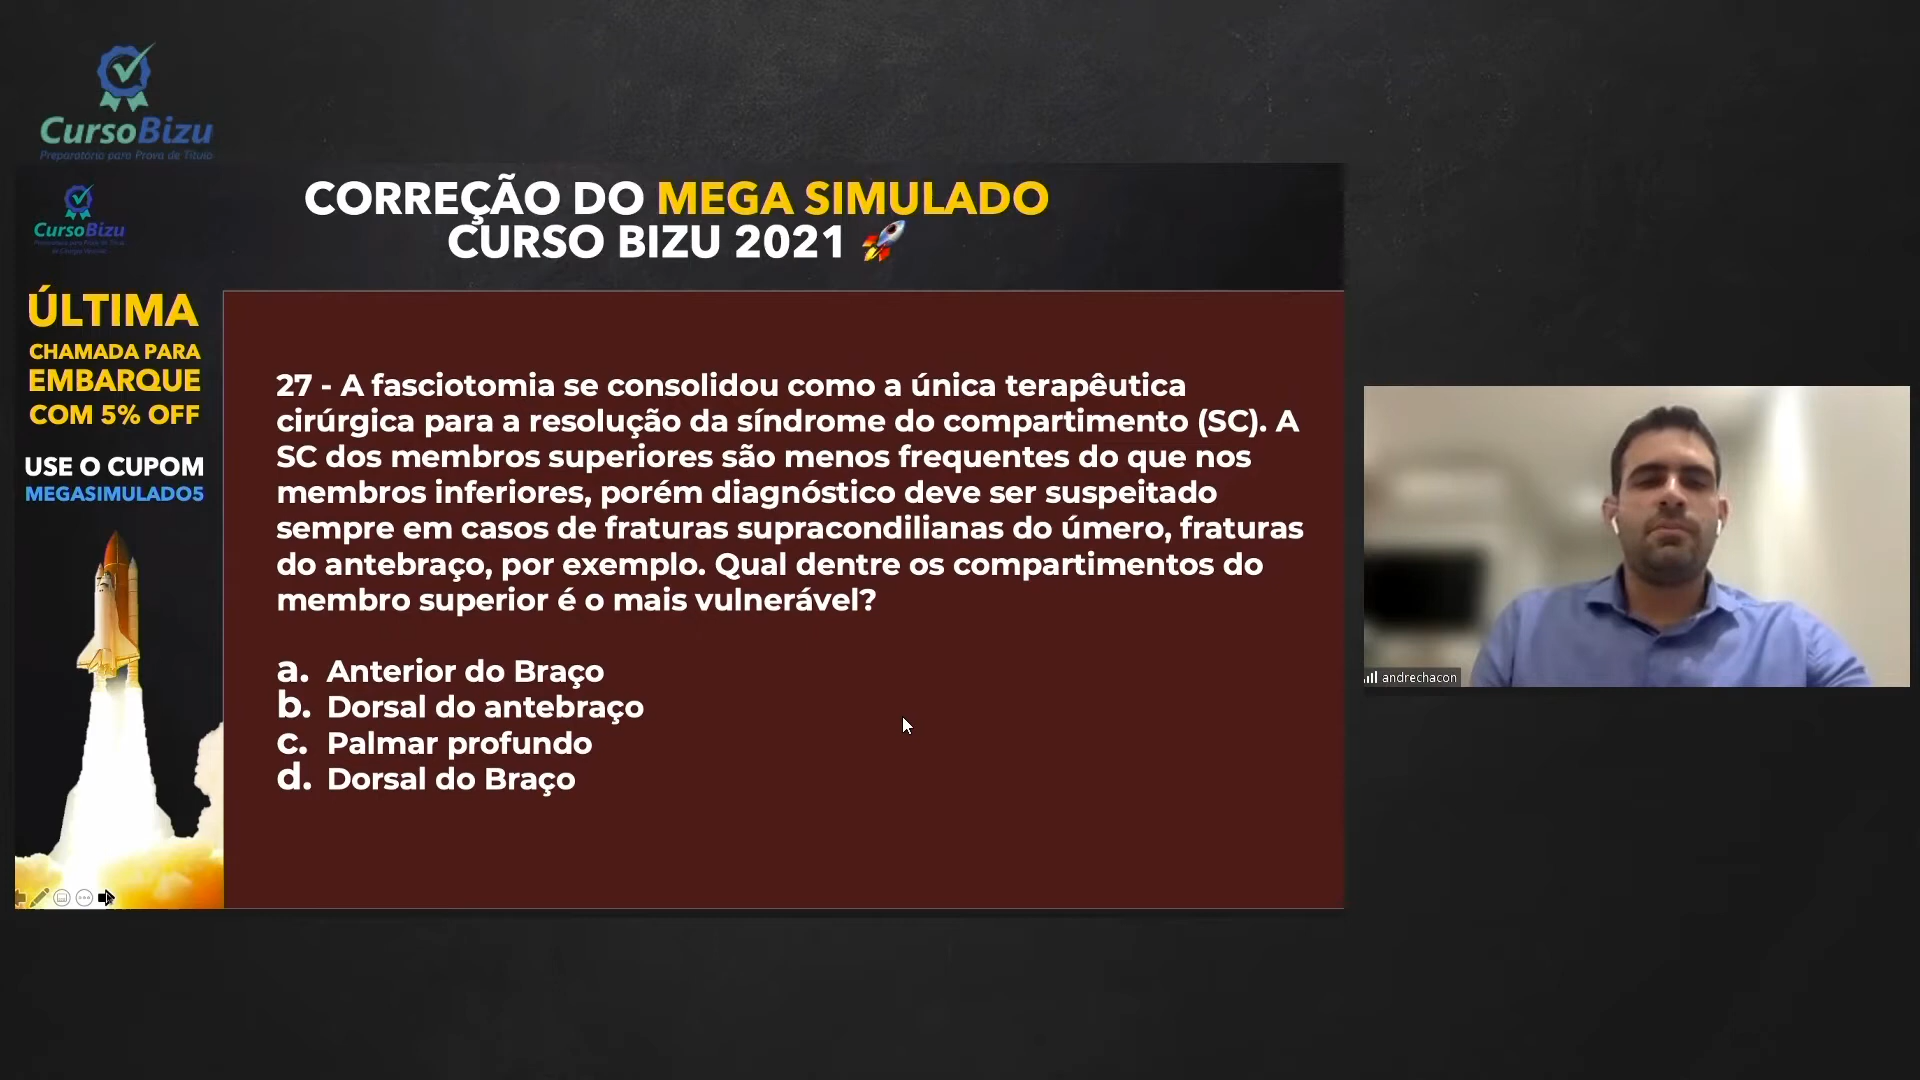 CursoBizu
Preparatório para Prova de Título
CursoBizu
CORREÇÃO DO MEGA SIMULADO
CURSO BIZU 2021
ÚLTIMA
CHAMADA PARA
EMBARQUE
COM 5% OFF
USE O CUPOM
MEGASIMULADO5
27 - A fasciotomia se consolidou como a única terapêutica
cirúrgica para a resolução da síndrome do compartimento (SC). A
SC dos membros superiores são menos frequentes do que nos
membros inferiores, porém diagnóstico deve ser suspeitado
sempre em casos de fraturas supracondilianas do úmero, fraturas
do antebraço, por exemplo. Qual dentre os compartimentos do
membro superior é o mais vulnerável?
a. Anterior do Braço
b. Dorsal do antebraço
c. Palmar profundo
d. Dorsal do Braço
andrechacon